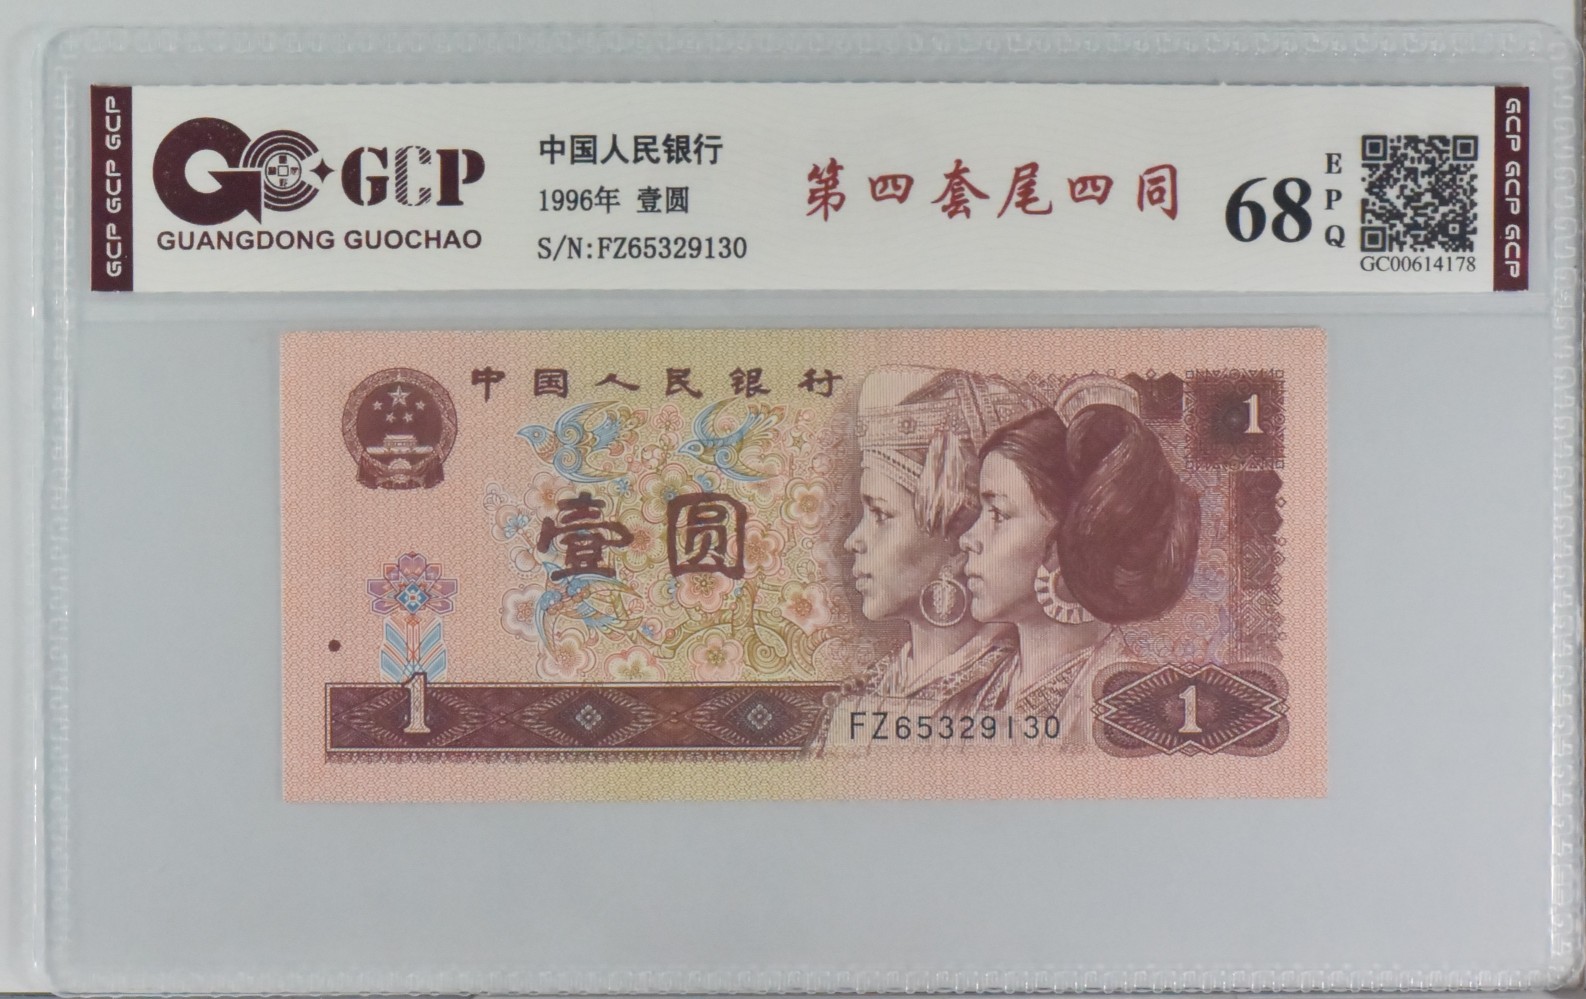 GCP GCP GCP
GCP
GUANGDONG GUOCHAO
中国人民银行
1996年 壹圆
S/N:FZ65329130
第四套尾四同
68
EPQ
GC00614178
GCP GCP GCP
中国人民银行
1
壹圆
1
FZ65329130
1